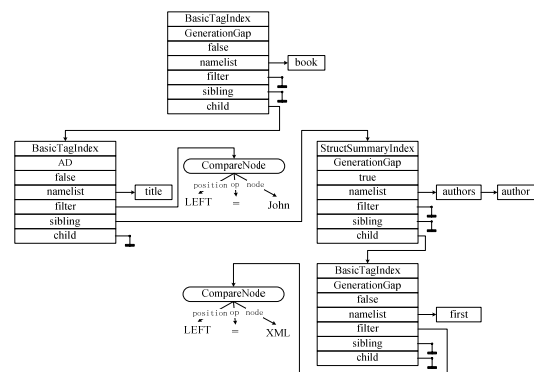 BasicTagIndex
GenerationGap
false
namelist
book
filter
sibling
child
BasicTagIndex
AD
false
namelist
title
filter
sibling
child
CompareNode
position op node
LEFT = John
StructSummaryIndex
GenerationGap
true
namelist
authors
author
filter
sibling
child
CompareNode
position op node
LEFT = XML
BasicTagIndex
GenerationGap
false
namelist
first
filter
sibling
child